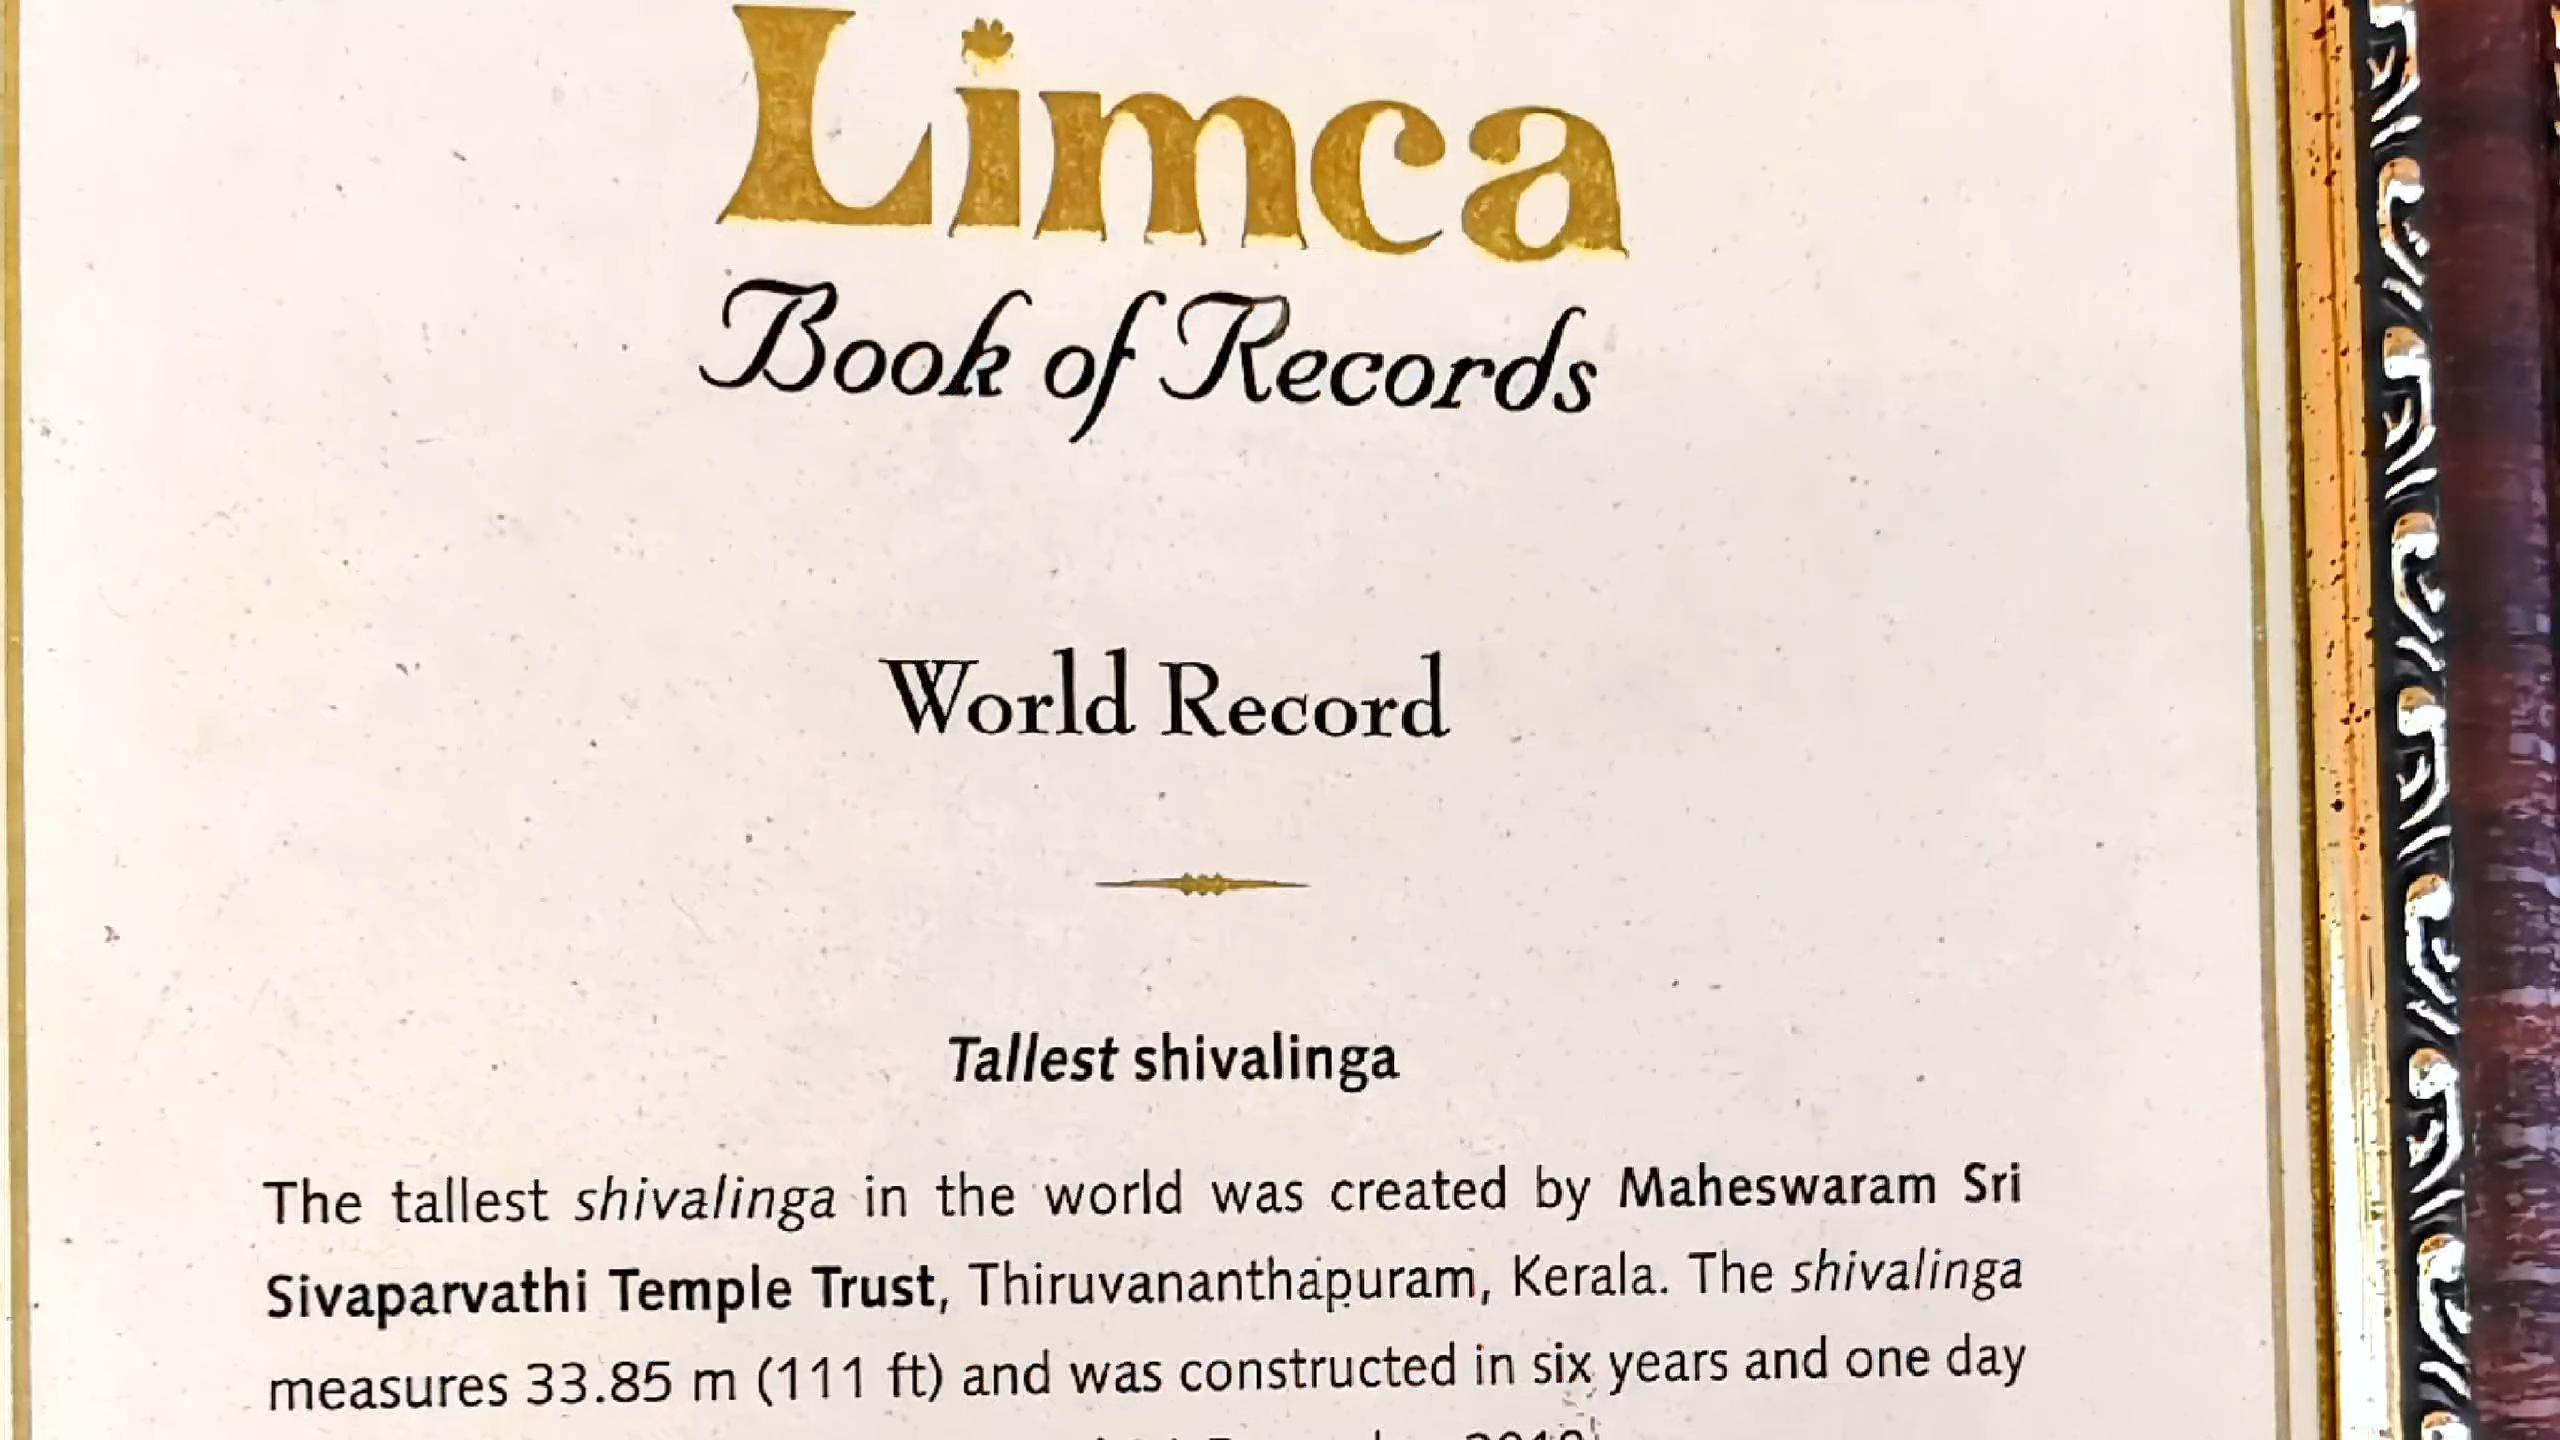 Limca
Book of Records
World Record
Tallest shivalinga
The tallest shivalinga in the world was created by Maheswaram Sri
Sivaparvathi Temple Trust, Thiruvananthapuram, Kerala. The shivalinga
measures 33.85 m (111 ft) and was constructed in six years and one day